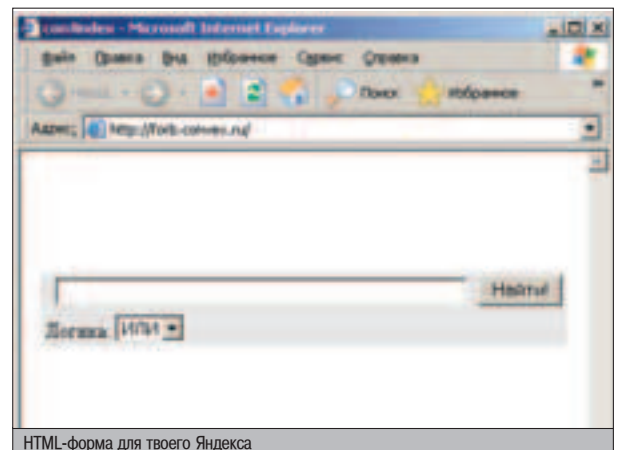 - Microsoft Internet Explorer
Файл Правка Вид Избранное Сервис Справка
Поиск Избранное
Адрес:
Найти!
Логика ИЛИ
HTML-форма для твоего Яндекса